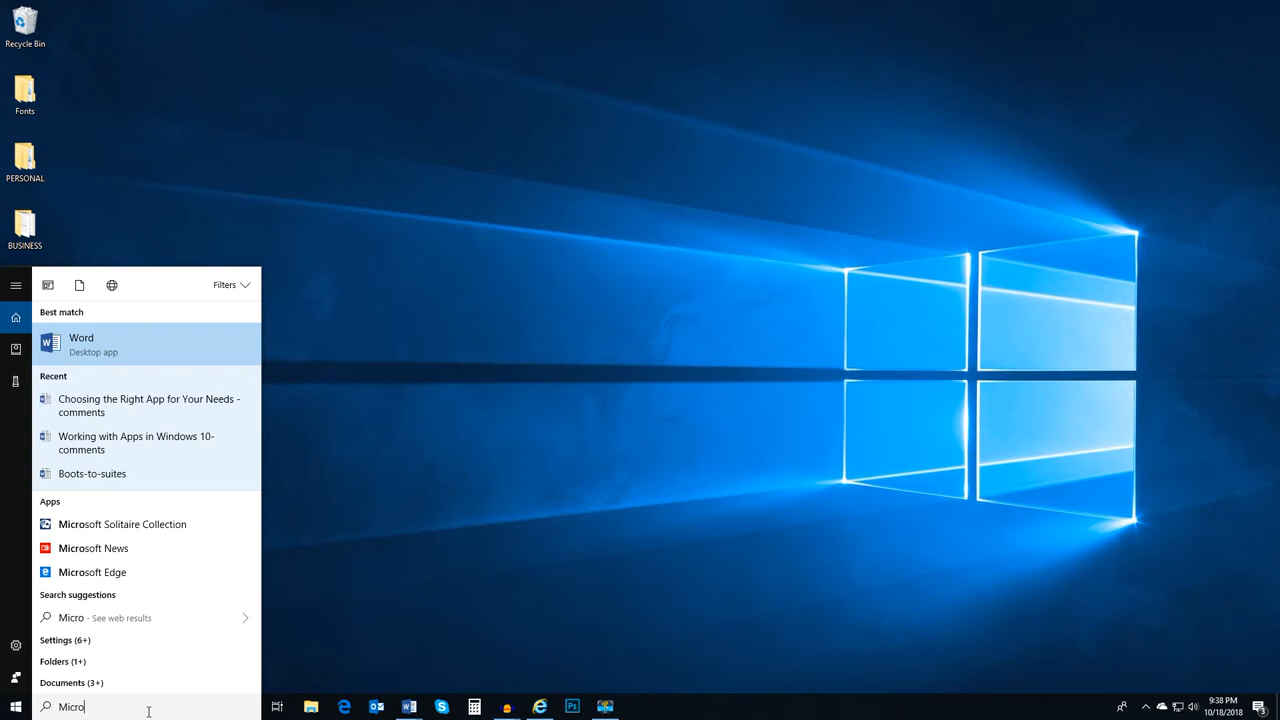 Recycle Bin
Fonts
PERSONAL
BUSINESS
Filters
Best match
Word
Desktop app
Recent
Choosing the Right App for Your Needs -
comments
Working with Apps in Windows 10-
comments
Boots-to-suites
Apps
Microsoft Solitaire Collection
Microsoft News
Microsoft Edge
Search suggestions
Micro - See web results
Settings (6+)
Folders (1+)
Documents (3+)
Micro
9:38 PM
10/18/2018